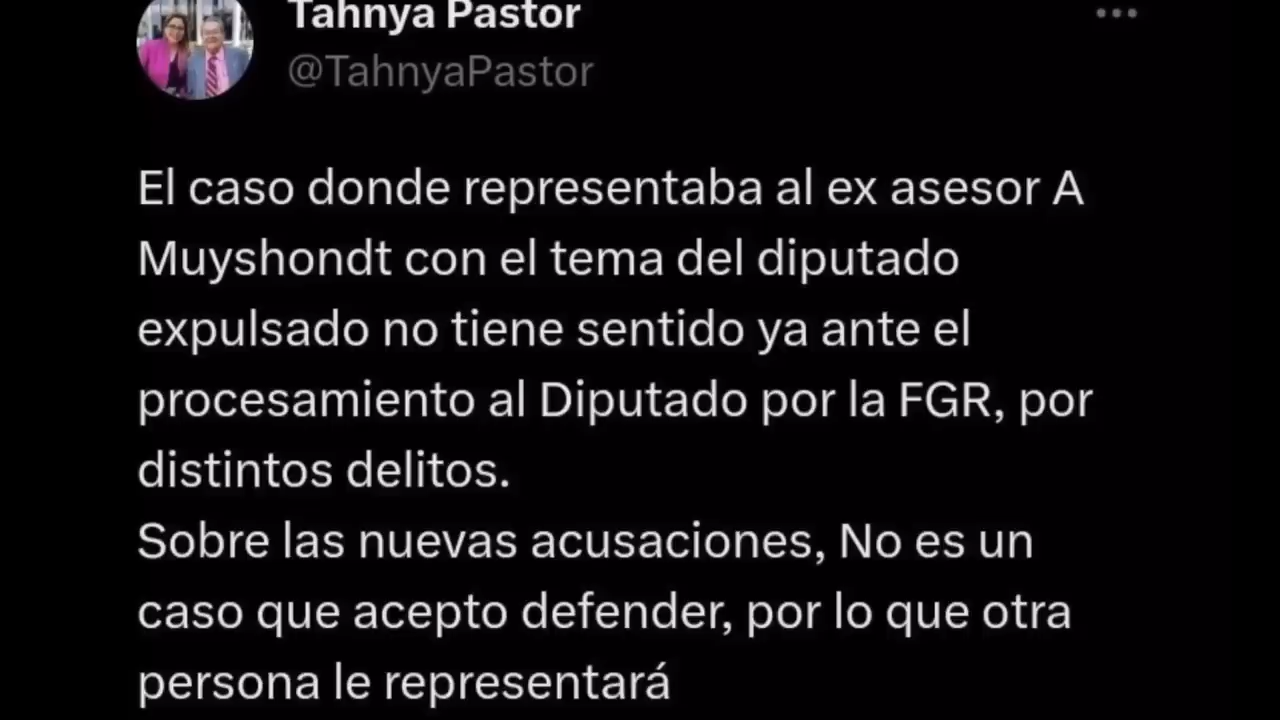 Tahnya Pastor
@TahnyaPastor
El caso donde representaba al ex asesor A
Muyshondt con el tema del diputado
expulsado no tiene sentido ya ante el
procesamiento al Diputado por la FGR, por
distintos delitos.
Sobre las nuevas acusaciones, No es un
caso que acepto defender, por lo que otra
persona le representará